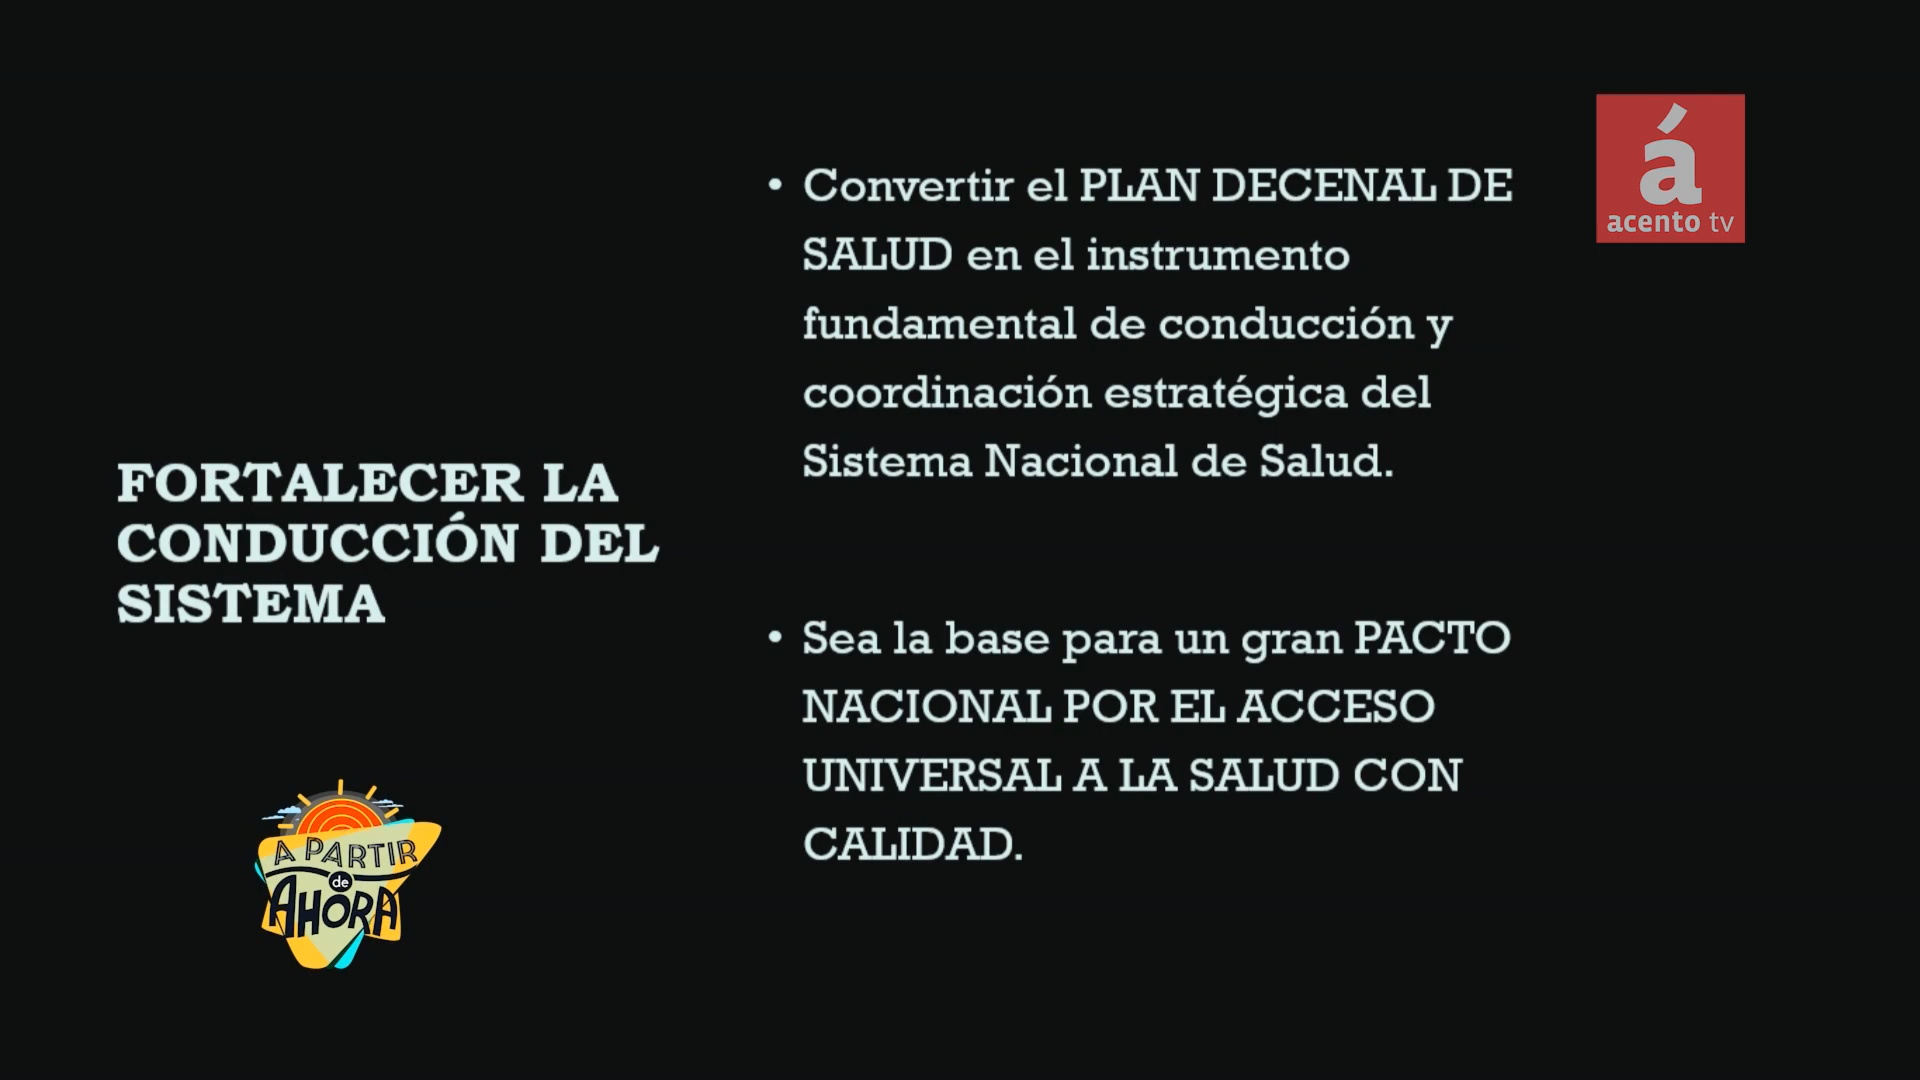 FORTALECER LA
CONDUCCIÓN DEL
SISTEMA
• Convertir el PLAN DECENAL DE
SALUD en el instrumento
fundamental de conducción y
coordinación estratégica del
Sistema Nacional de Salud.
• Sea la base para un gran PACTO
NACIONAL POR EL ACCESO
UNIVERSAL A LA SALUD CON
CALIDAD.
á
acento tv
A PARTIR
de
AHORA